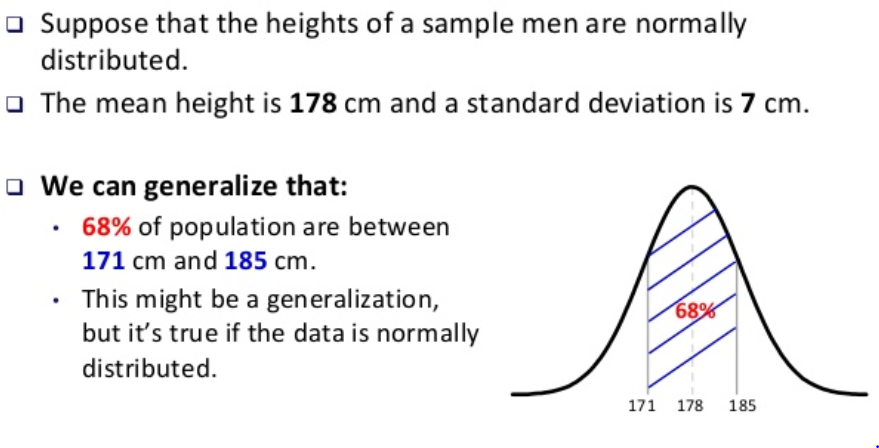 ❑ Suppose that the heights of a sample men are normally
distributed.
❑ The mean height is 178 cm and a standard deviation is 7 cm.
❑ We can generalize that:
• 68% of population are between
171 cm and 185 cm.
• This might be a generalization,
but it's true if the data is normally
distributed.
68%
171 178 185